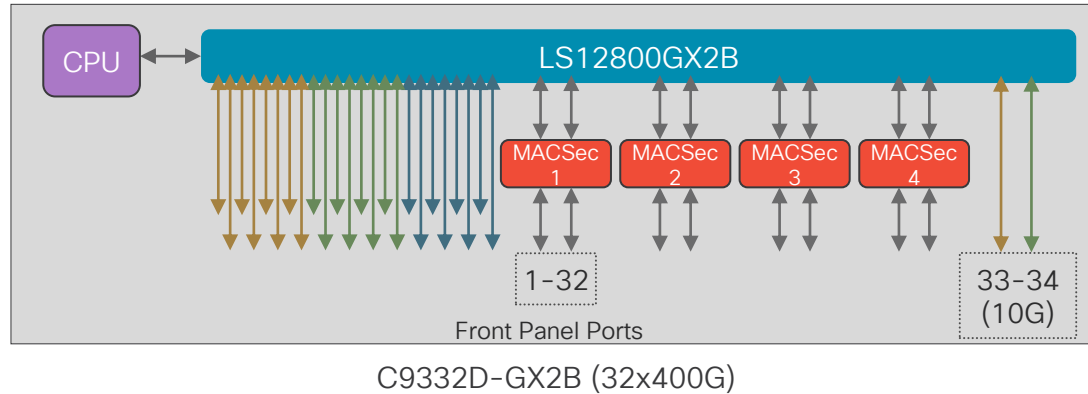 CPU
LS12800GX2B
MACSec
1
MACSec
2
MACSec
3
MACSec
4
1-32
33-34
(10G)
Front Panel Ports
C9332D-GX2B (32x400G)